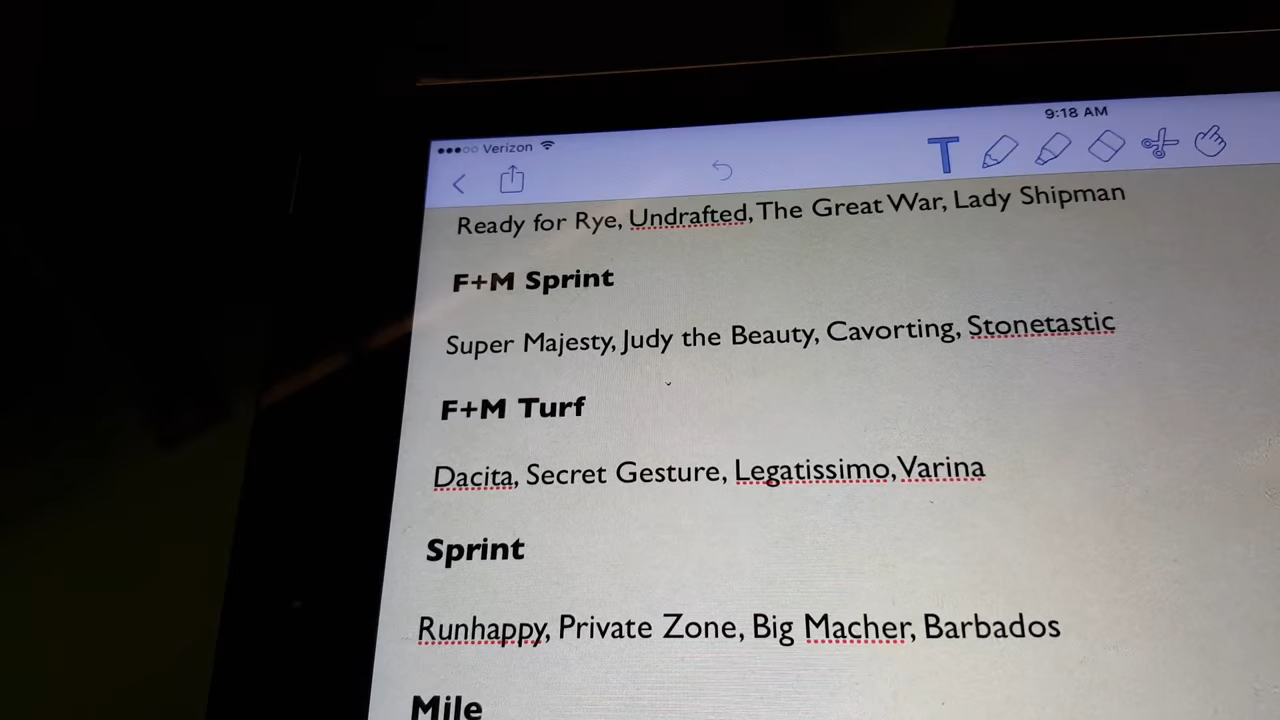 Verizon 9:18 AM
T
Ready for Rye, Undrafted, The Great War, Lady Shipman
F+M Sprint
Super Majesty, Judy the Beauty, Cavorting, Stonetastic
F+M Turf
Dacita, Secret Gesture, Legatissimo, Varina
Sprint
Runhappy, Private Zone, Big Macher, Barbados
Mile